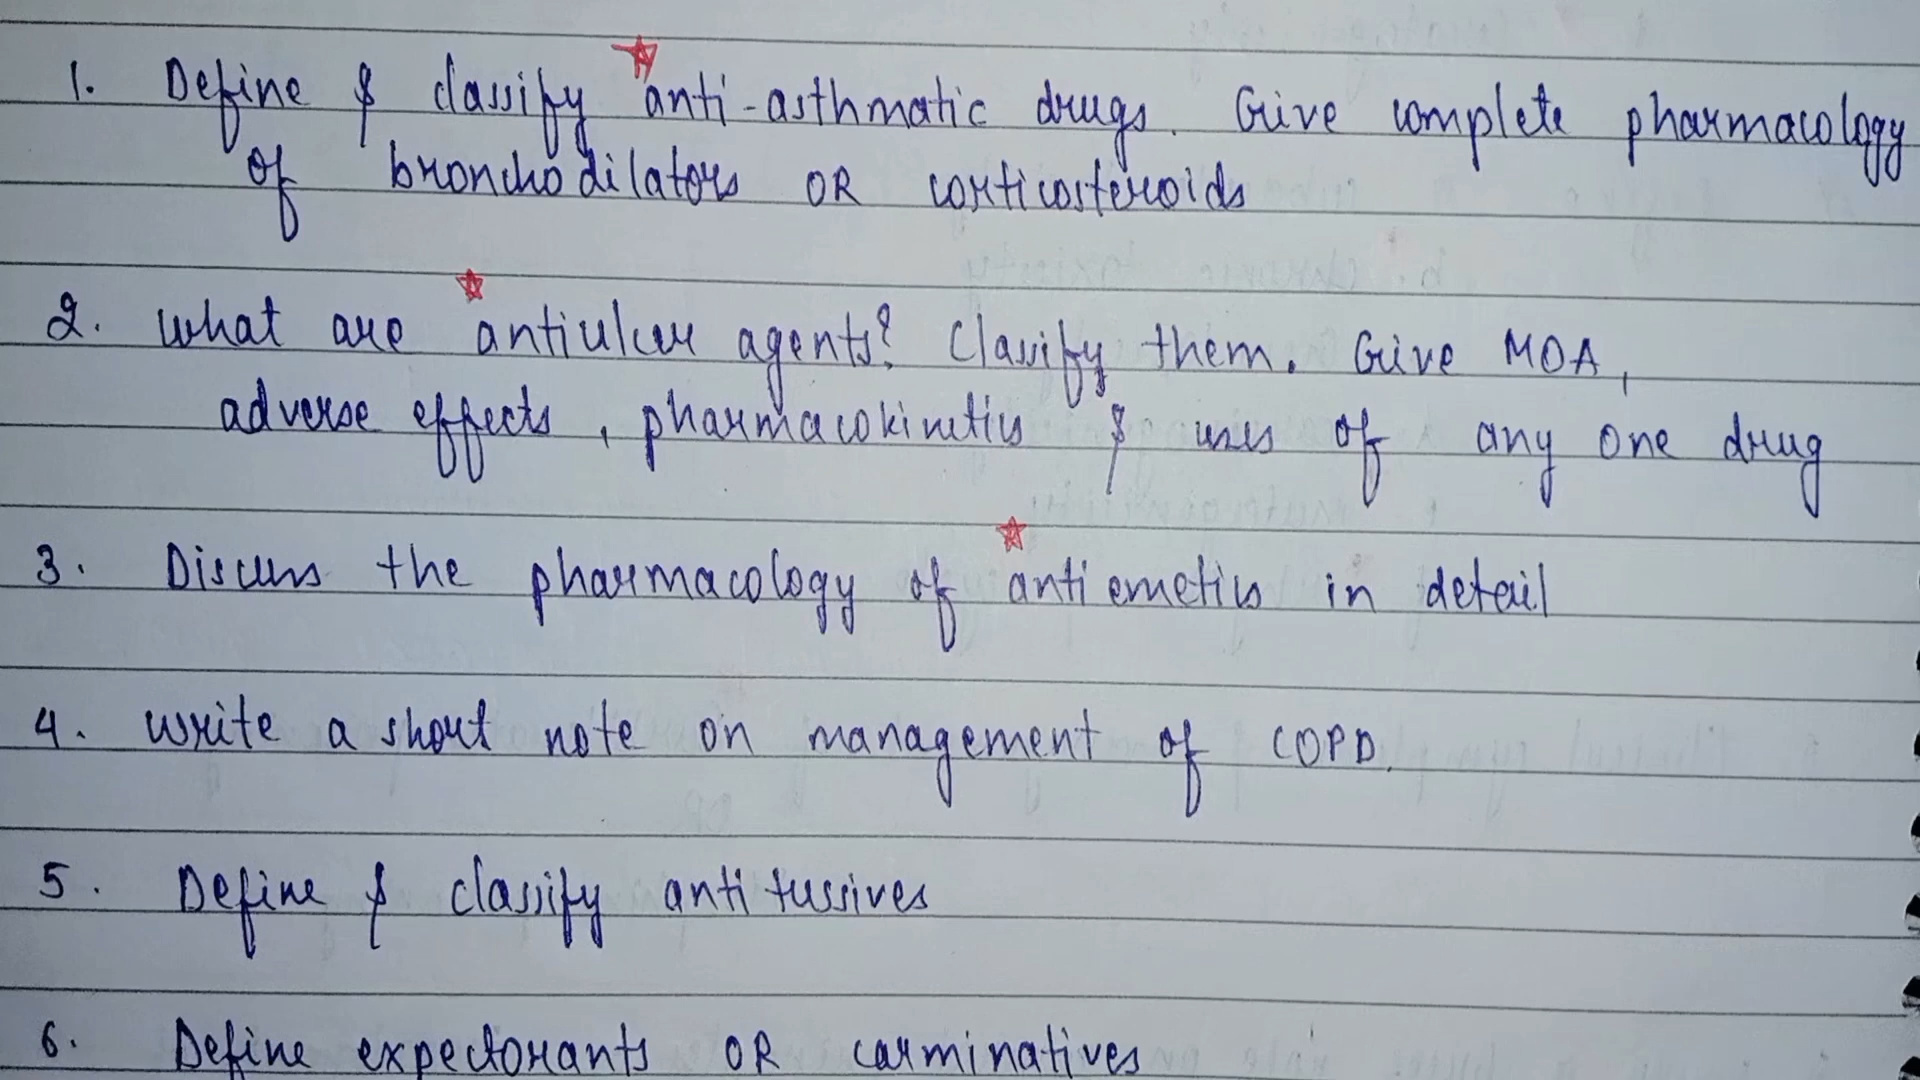 1. Define & classify anti-asthmatic drugs. Give complete pharmacology
of bronchodilators OR corticosteroids
2. What are antiulcer agents? Classify them. Give MOA,
adverse effects, pharmacokinetics & uses of any one drug
3. Discuss the pharmacology of antiemetics in detail
4. Write a short note on management of COPD.
5. Define & classify antitussives
6. Define expectorants OR carminatives